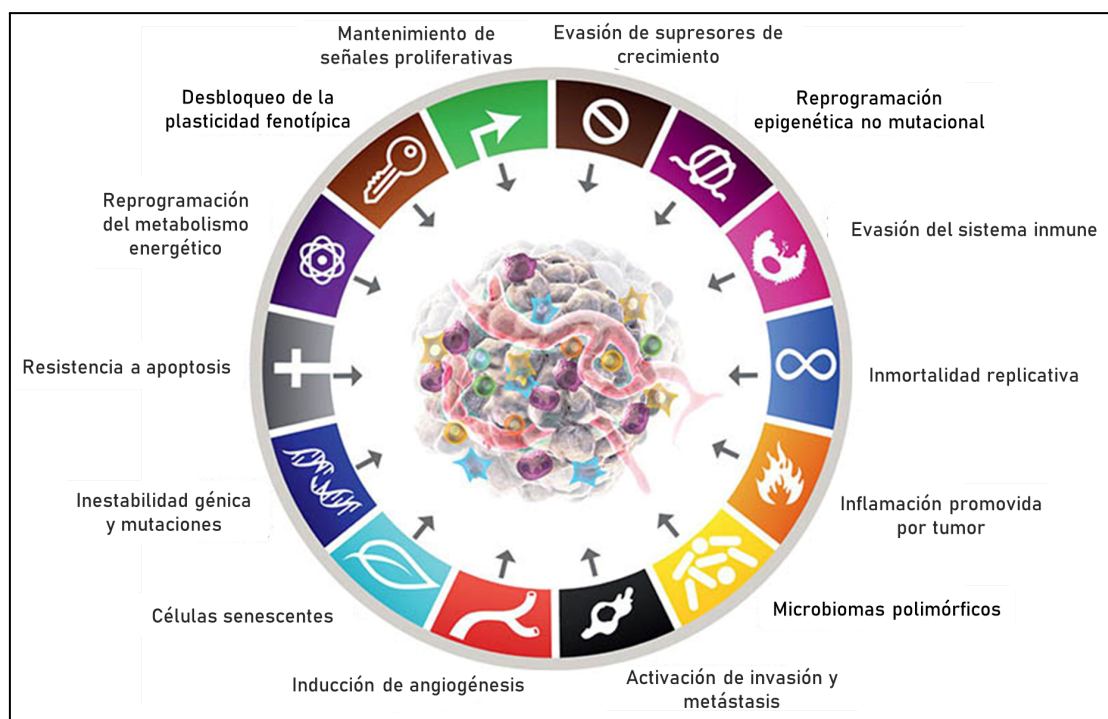 Mantenimiento de
señales proliferativas
Evasión de supresores de
crecimiento
Reprogramación
epigenética no mutacional
Evasión del sistema inmune
Inmortalidad replicativa
Inflamación promovida
por tumor
Microbiomas polimórficos
Activación de invasión y
metástasis
Inducción de angiogénesis
Células senescentes
Inestabilidad génica
y mutaciones
Resistencia a apoptosis
Reprogramación
del metabolismo
energético
Desbloqueo de la
plasticidad fenotípica